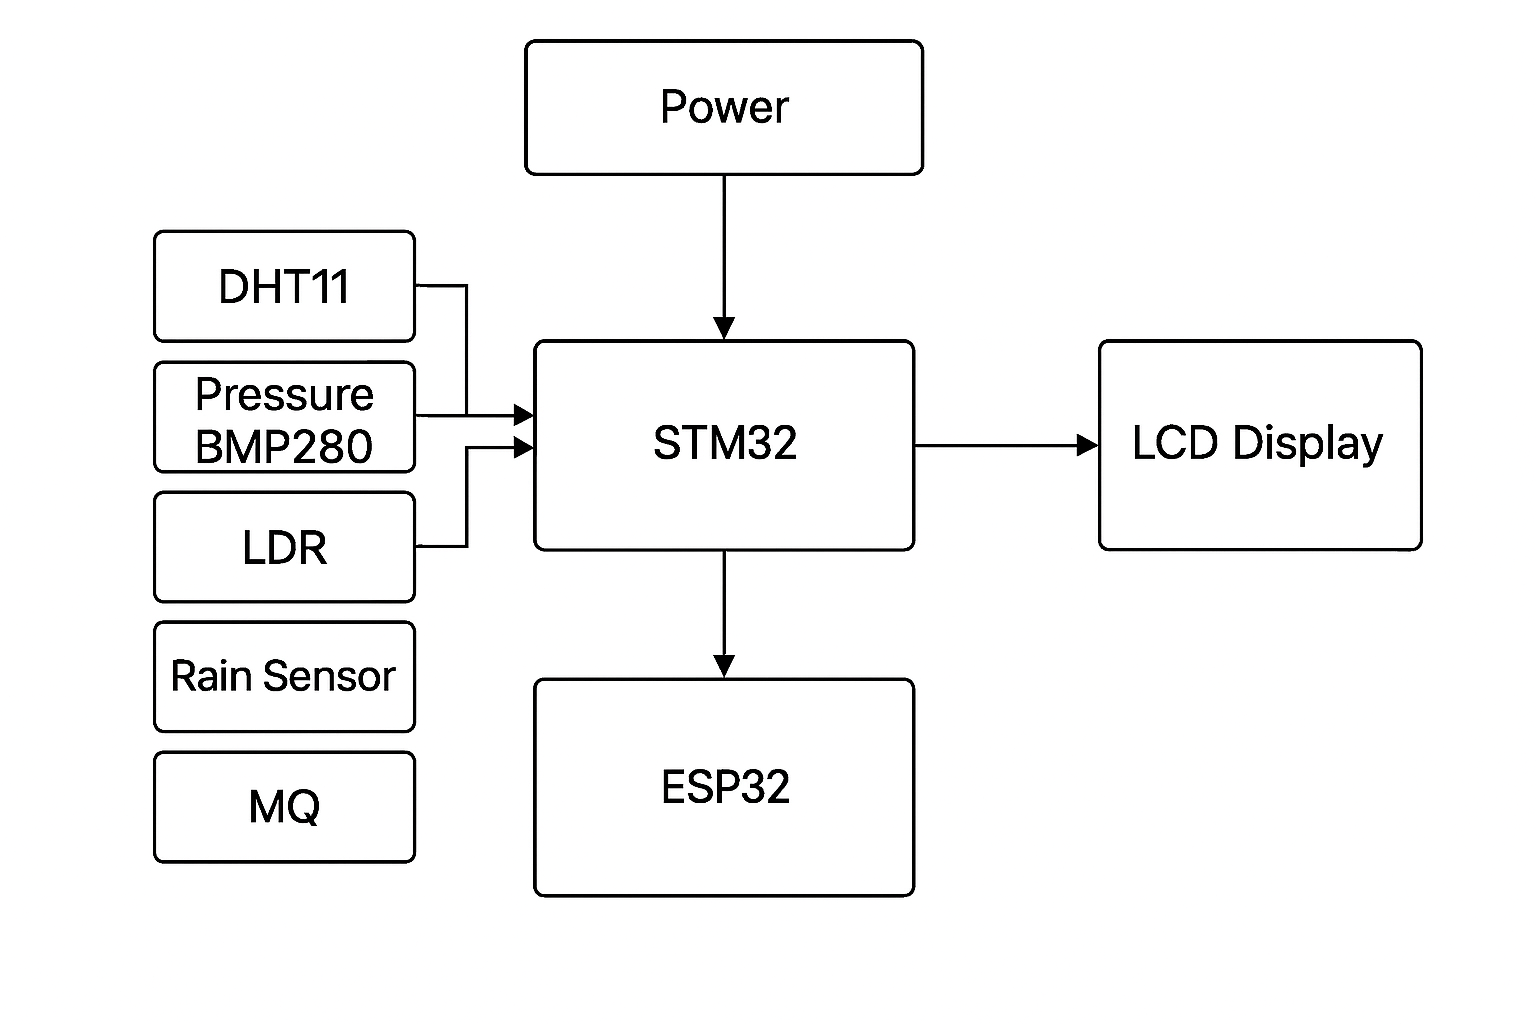 Power
DHT11
Pressure
BMP280
LDR
Rain Sensor
MQ
STM32
LCD Display
ESP32